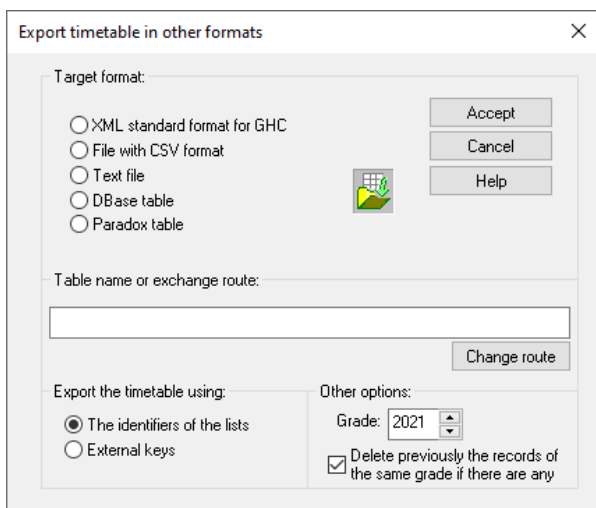 Export timetable in other formats
Target format:
XML standard format for GHC
File with CSV format
Text file
DBase table
Paradox table
Accept
Cancel
Help
Table name or exchange route:
Change route
Export the timetable using:
The identifiers of the lists
External keys
Other options:
Grade: 2021
Delete previously the records of
the same grade if there are any